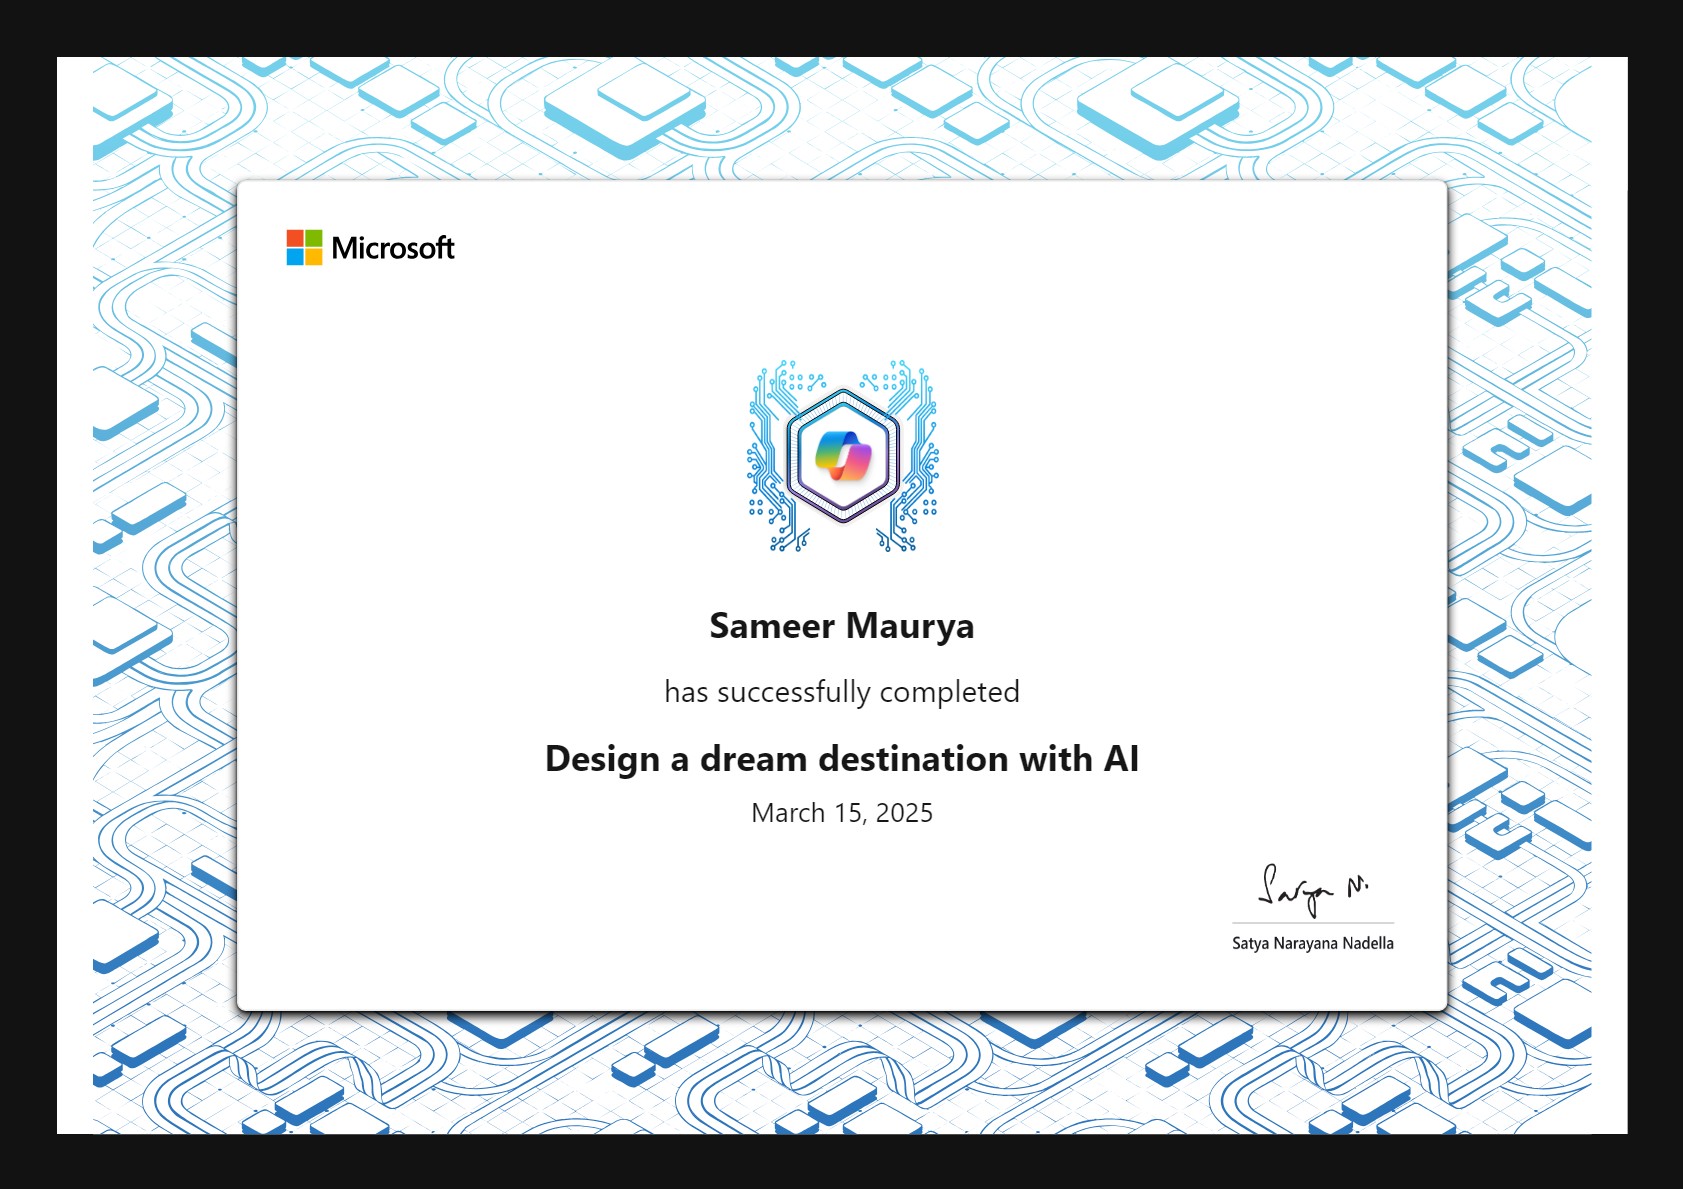 Microsoft
Sameer Maurya
has successfully completed
Design a dream destination with AI
March 15, 2025
Satya N.
Satya Narayana Nadella